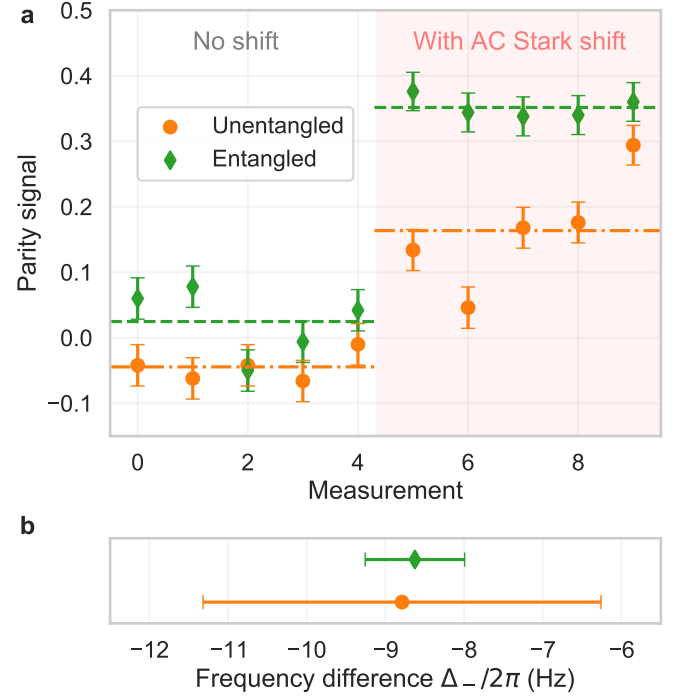 a
No shift
With AC Stark shift
Unentangled
Entangled
Parity signal
0.5
0.4
0.3
0.2
0.1
0.0
−0.1
0 2 4 6 8
Measurement
b
−12 −11 −10 −9 −8 −7 −6
Frequency difference Δ₋/2π (Hz)